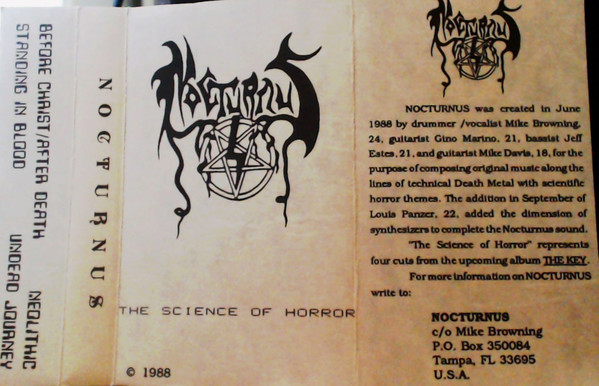 BEFORE CHRIST/AFTER DEATH
STANDING IN BLOOD
NEOLITHIC
UNDEAD JOURNEY
NOCTURNUS
NOCTURNUS
THE SCIENCE OF HORROR
© 1988
NOCTURNUS
NOCTURNUS was created in June
1988 by drummer /vocalist Mike Browning,
24, guitarist Gino Marino, 21, bassist Jeff
Estes, 21, and guitarist Mike Davis, 18, for the
purpose of composing original music along the
lines of technical Death Metal with scientific
horror themes. The addition in September of
Louis Panzer, 22, added the dimension of
synthesizers to complete the Nocturnus sound.
"The Science of Horror" represents
four cuts from the upcoming album THE KEY.
For more information on NOCTURNUS
write to:
NOCTURNUS
c/o Mike Browning
P.O. Box 350084
Tampa, FL 33695
U.S.A.